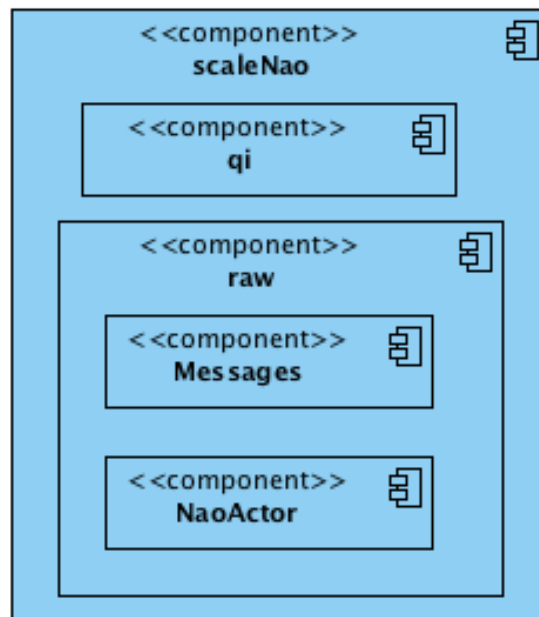 <<component>>
scaleNao
<<component>>
qi
<<component>>
raw
<<component>>
Messages
<<component>>
NaoActor